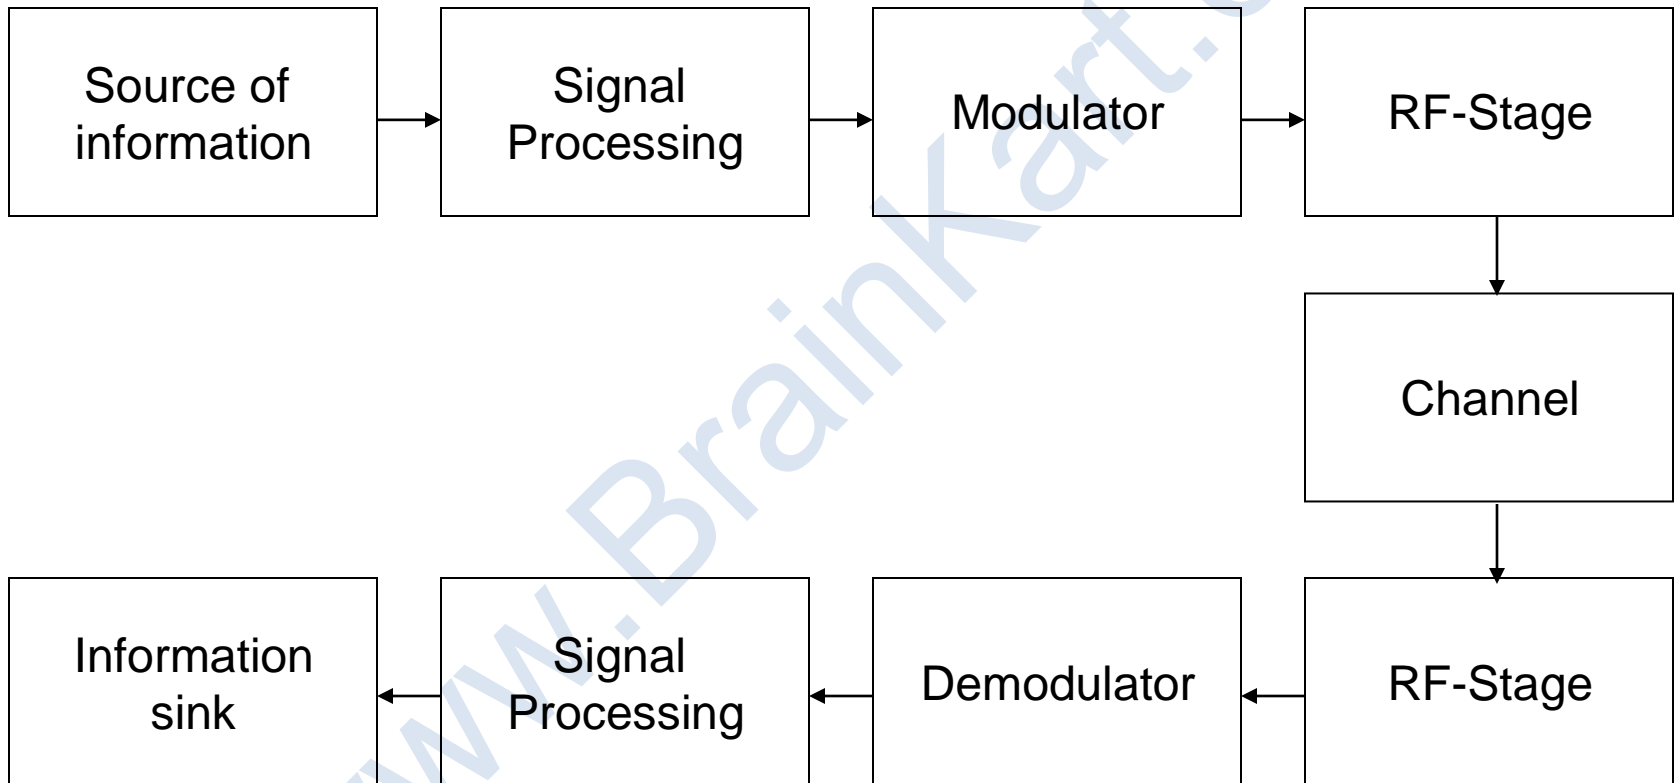 Source of
information
Signal
Processing
Modulator
RF-Stage
Channel
Information
sink
Signal
Processing
Demodulator
RF-Stage
www.BrainKart.c